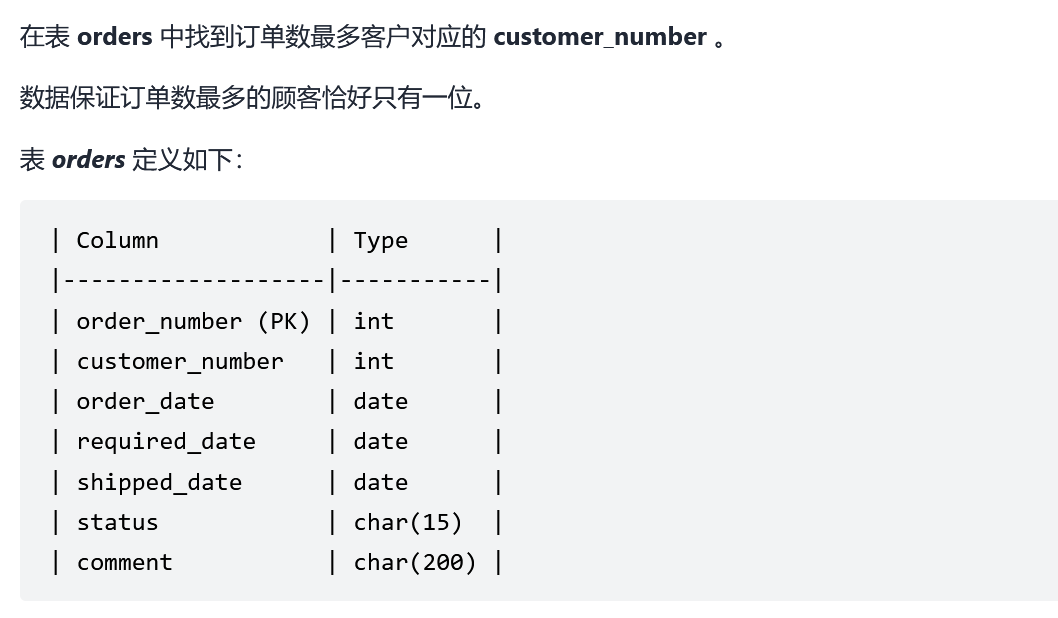 在表 orders 中找到订单数最多客户对应的 customer_number 。
数据保证订单数最多的顾客恰好只有一位。
表 orders 定义如下：
| Column            | Type      |
|-------------------|-----------|
| order_number (PK) | int       |
| customer_number   | int       |
| order_date        | date      |
| required_date     | date      |
| shipped_date      | date      |
| status            | char(15)  |
| comment           | char(200) |